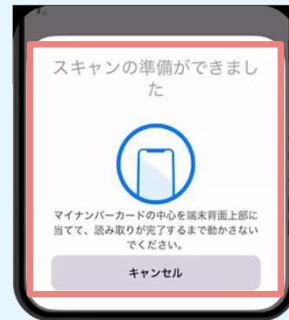 スキャンの準備ができまし
た
マイナンバーカードの中心を端末背面上部に
当てて、読み取りが完了するまで動かさない
でください。
キャンセル